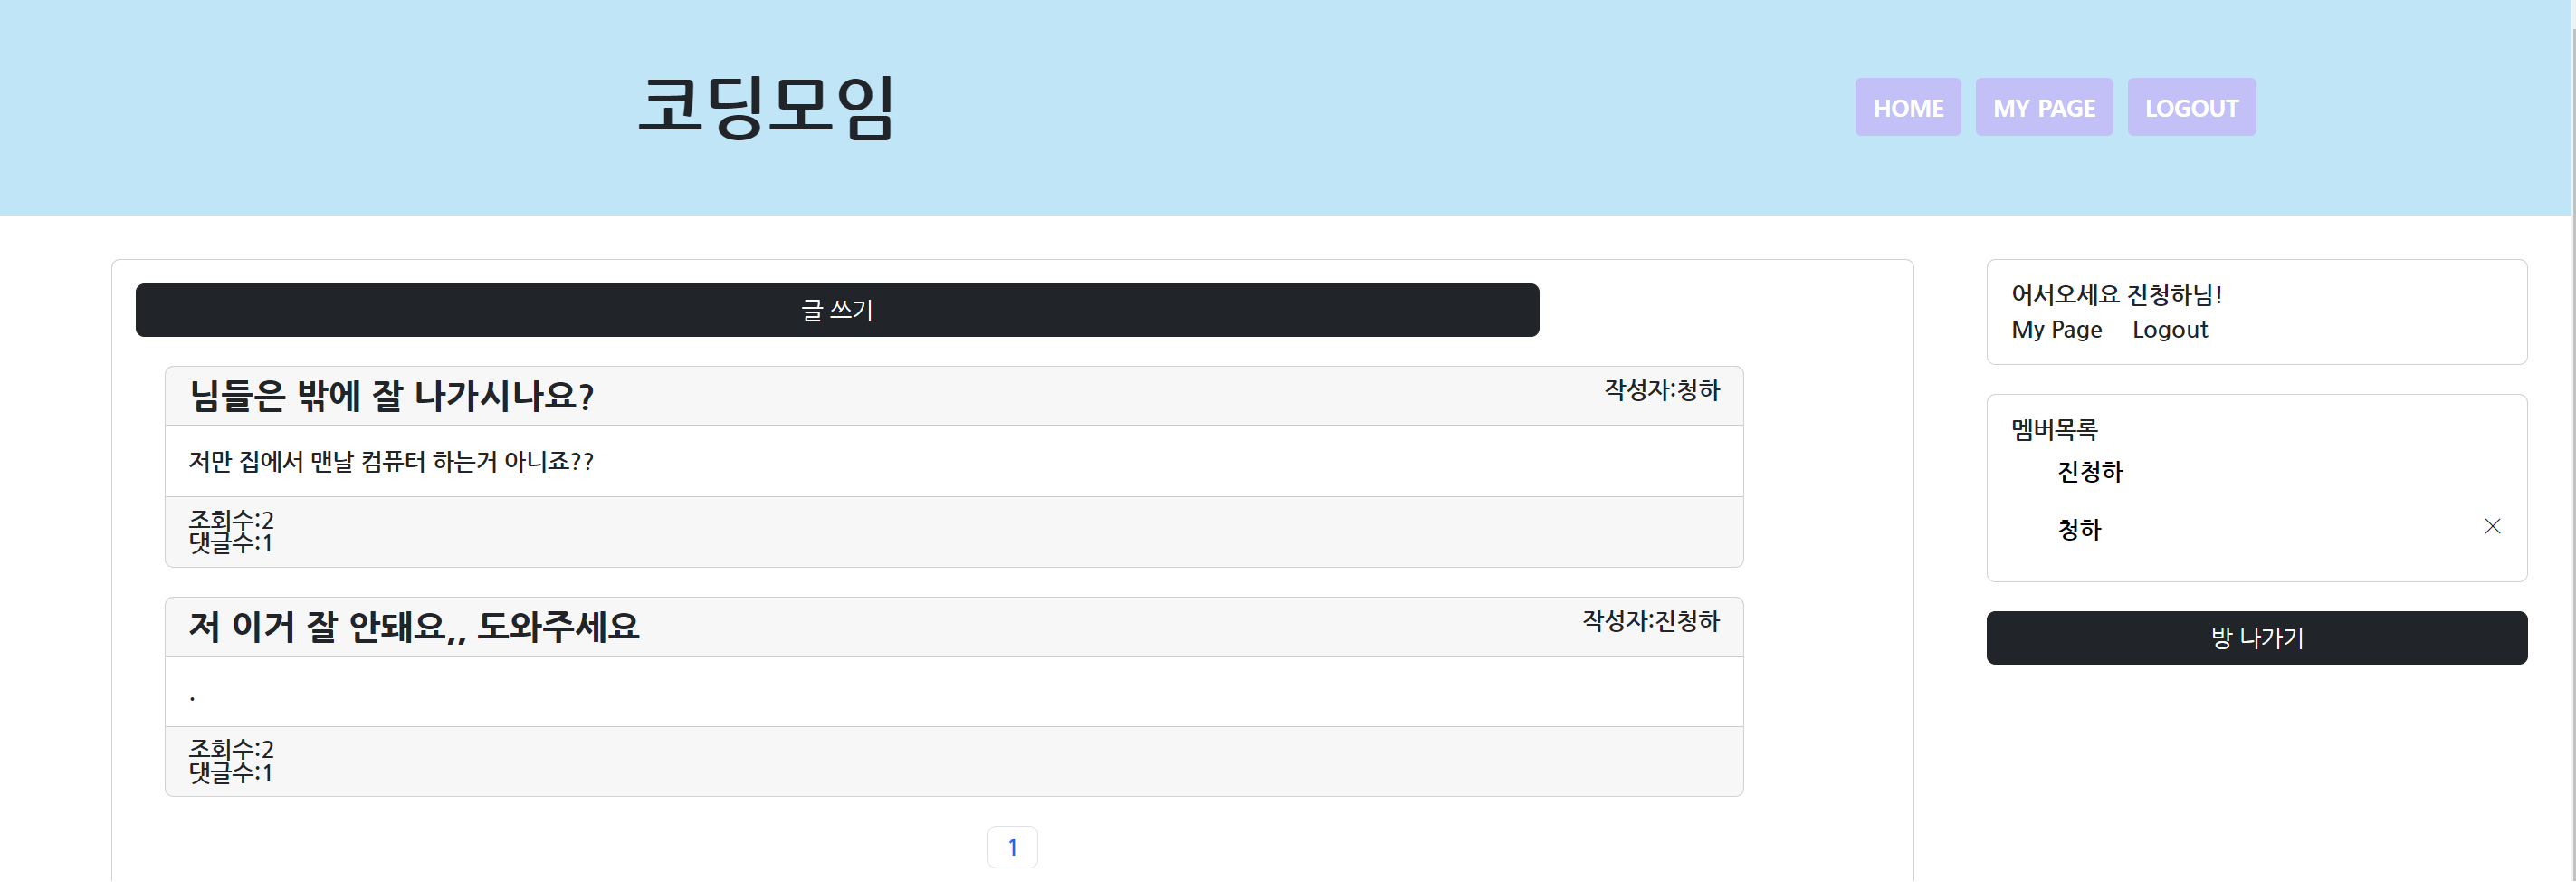 코딩모임
HOME MY PAGE LOGOUT
글 쓰기
님들은 밖에 잘 나가시나요?
작성자:청하
저만 집에서 맨날 컴퓨터 하는거 아니죠??
조회수:2
댓글수:1
저 이거 잘 안돼요,, 도와주세요
작성자:진청하
.
조회수:2
댓글수:1
1
어서오세요 진청하님!
My Page Logout
멤버목록
진청하
청하
방 나가기